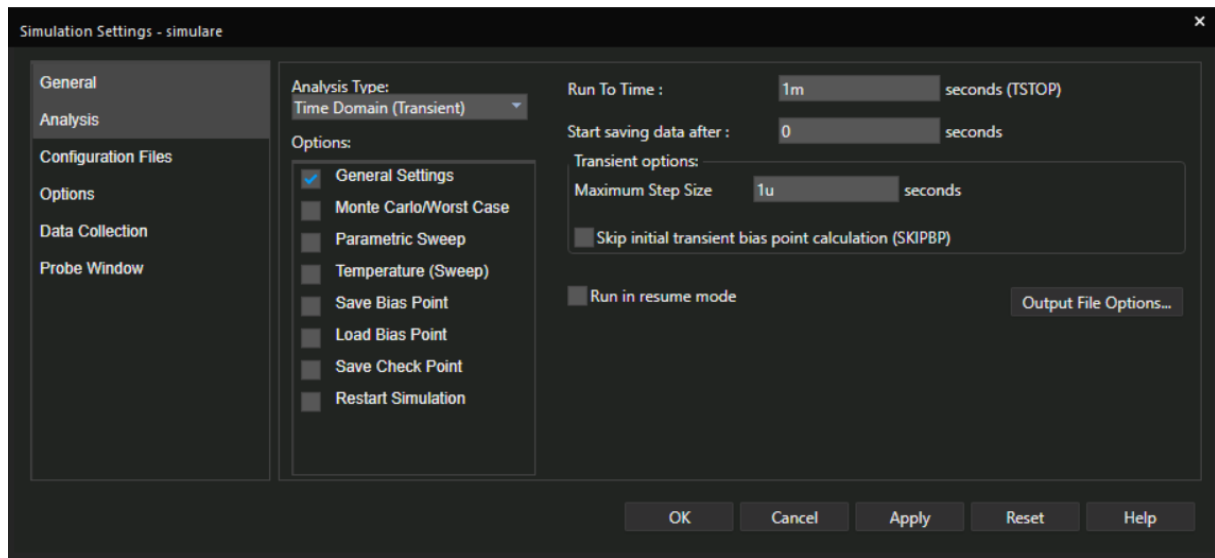 Simulation Settings - simulare
×
General
Analysis
Configuration Files
Options
Data Collection
Probe Window
Analysis Type:
Time Domain (Transient)
Options:
General Settings
Monte Carlo/Worst Case
Parametric Sweep
Temperature (Sweep)
Save Bias Point
Load Bias Point
Save Check Point
Restart Simulation
Run To Time : 1m seconds (TSTOP)
Start saving data after : 0 seconds
Transient options:
Maximum Step Size 1u seconds
Skip initial transient bias point calculation (SKIPBP)
Run in resume mode
Output File Options...
OK Cancel Apply Reset Help